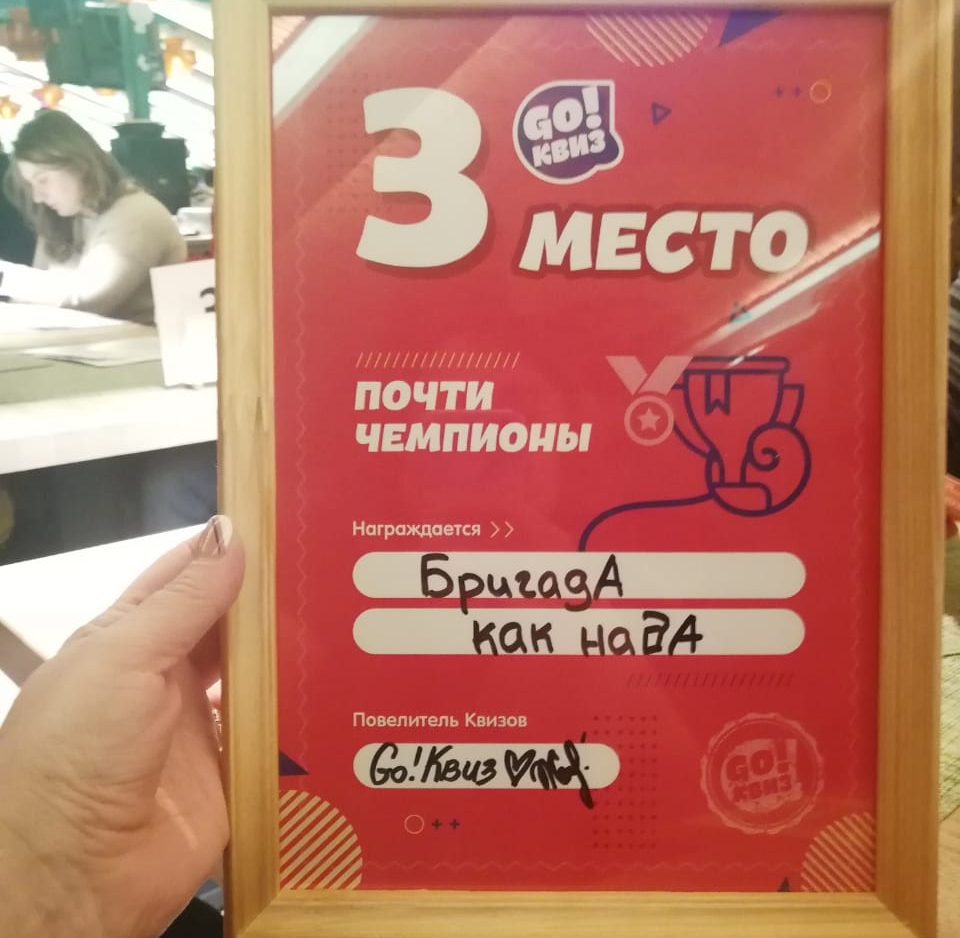 3
GO!
КВИЗ
МЕСТО
ПОЧТИ
ЧЕМПИОНЫ
Награждается >>
БригадА
как надА
Повелитель Квизов
Go!Квиз
GO!
КВИЗ